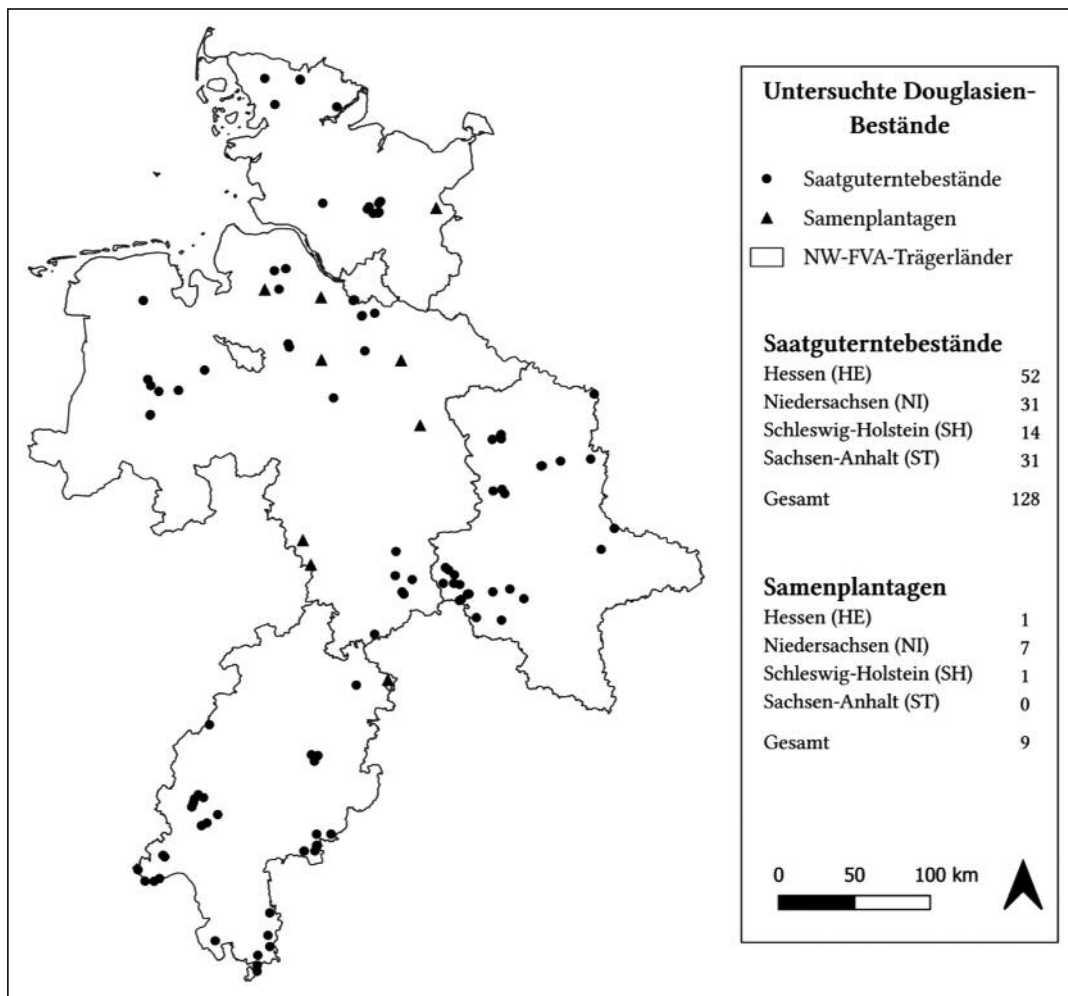 Untersuchte Douglasien-
Bestände
Saatguterntebestände
Samenplantagen
NW-FVA-Trägerländer
Saatguterntebestände
Hessen (HE) 52
Niedersachsen (NI) 31
Schleswig-Holstein (SH) 14
Sachsen-Anhalt (ST) 31
Gesamt 128
Samenplantagen
Hessen (HE) 1
Niedersachsen (NI) 7
Schleswig-Holstein (SH) 1
Sachsen-Anhalt (ST) 0
Gesamt 9
0 50 100 km